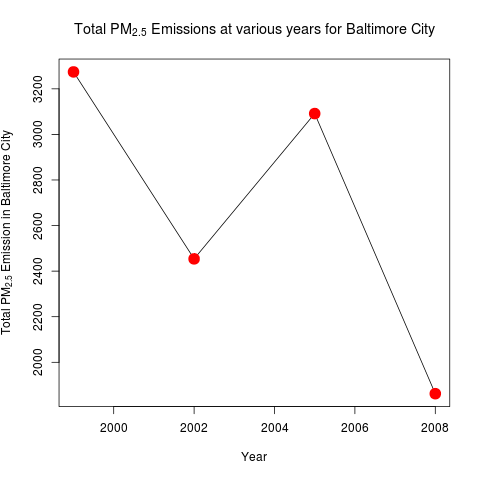 Total PM2.5 Emissions at various years for Baltimore City
Total PM2.5 Emission in Baltimore City
3200
3000
2800
2600
2400
2200
2000
2000 2002 2004 2006 2008
Year